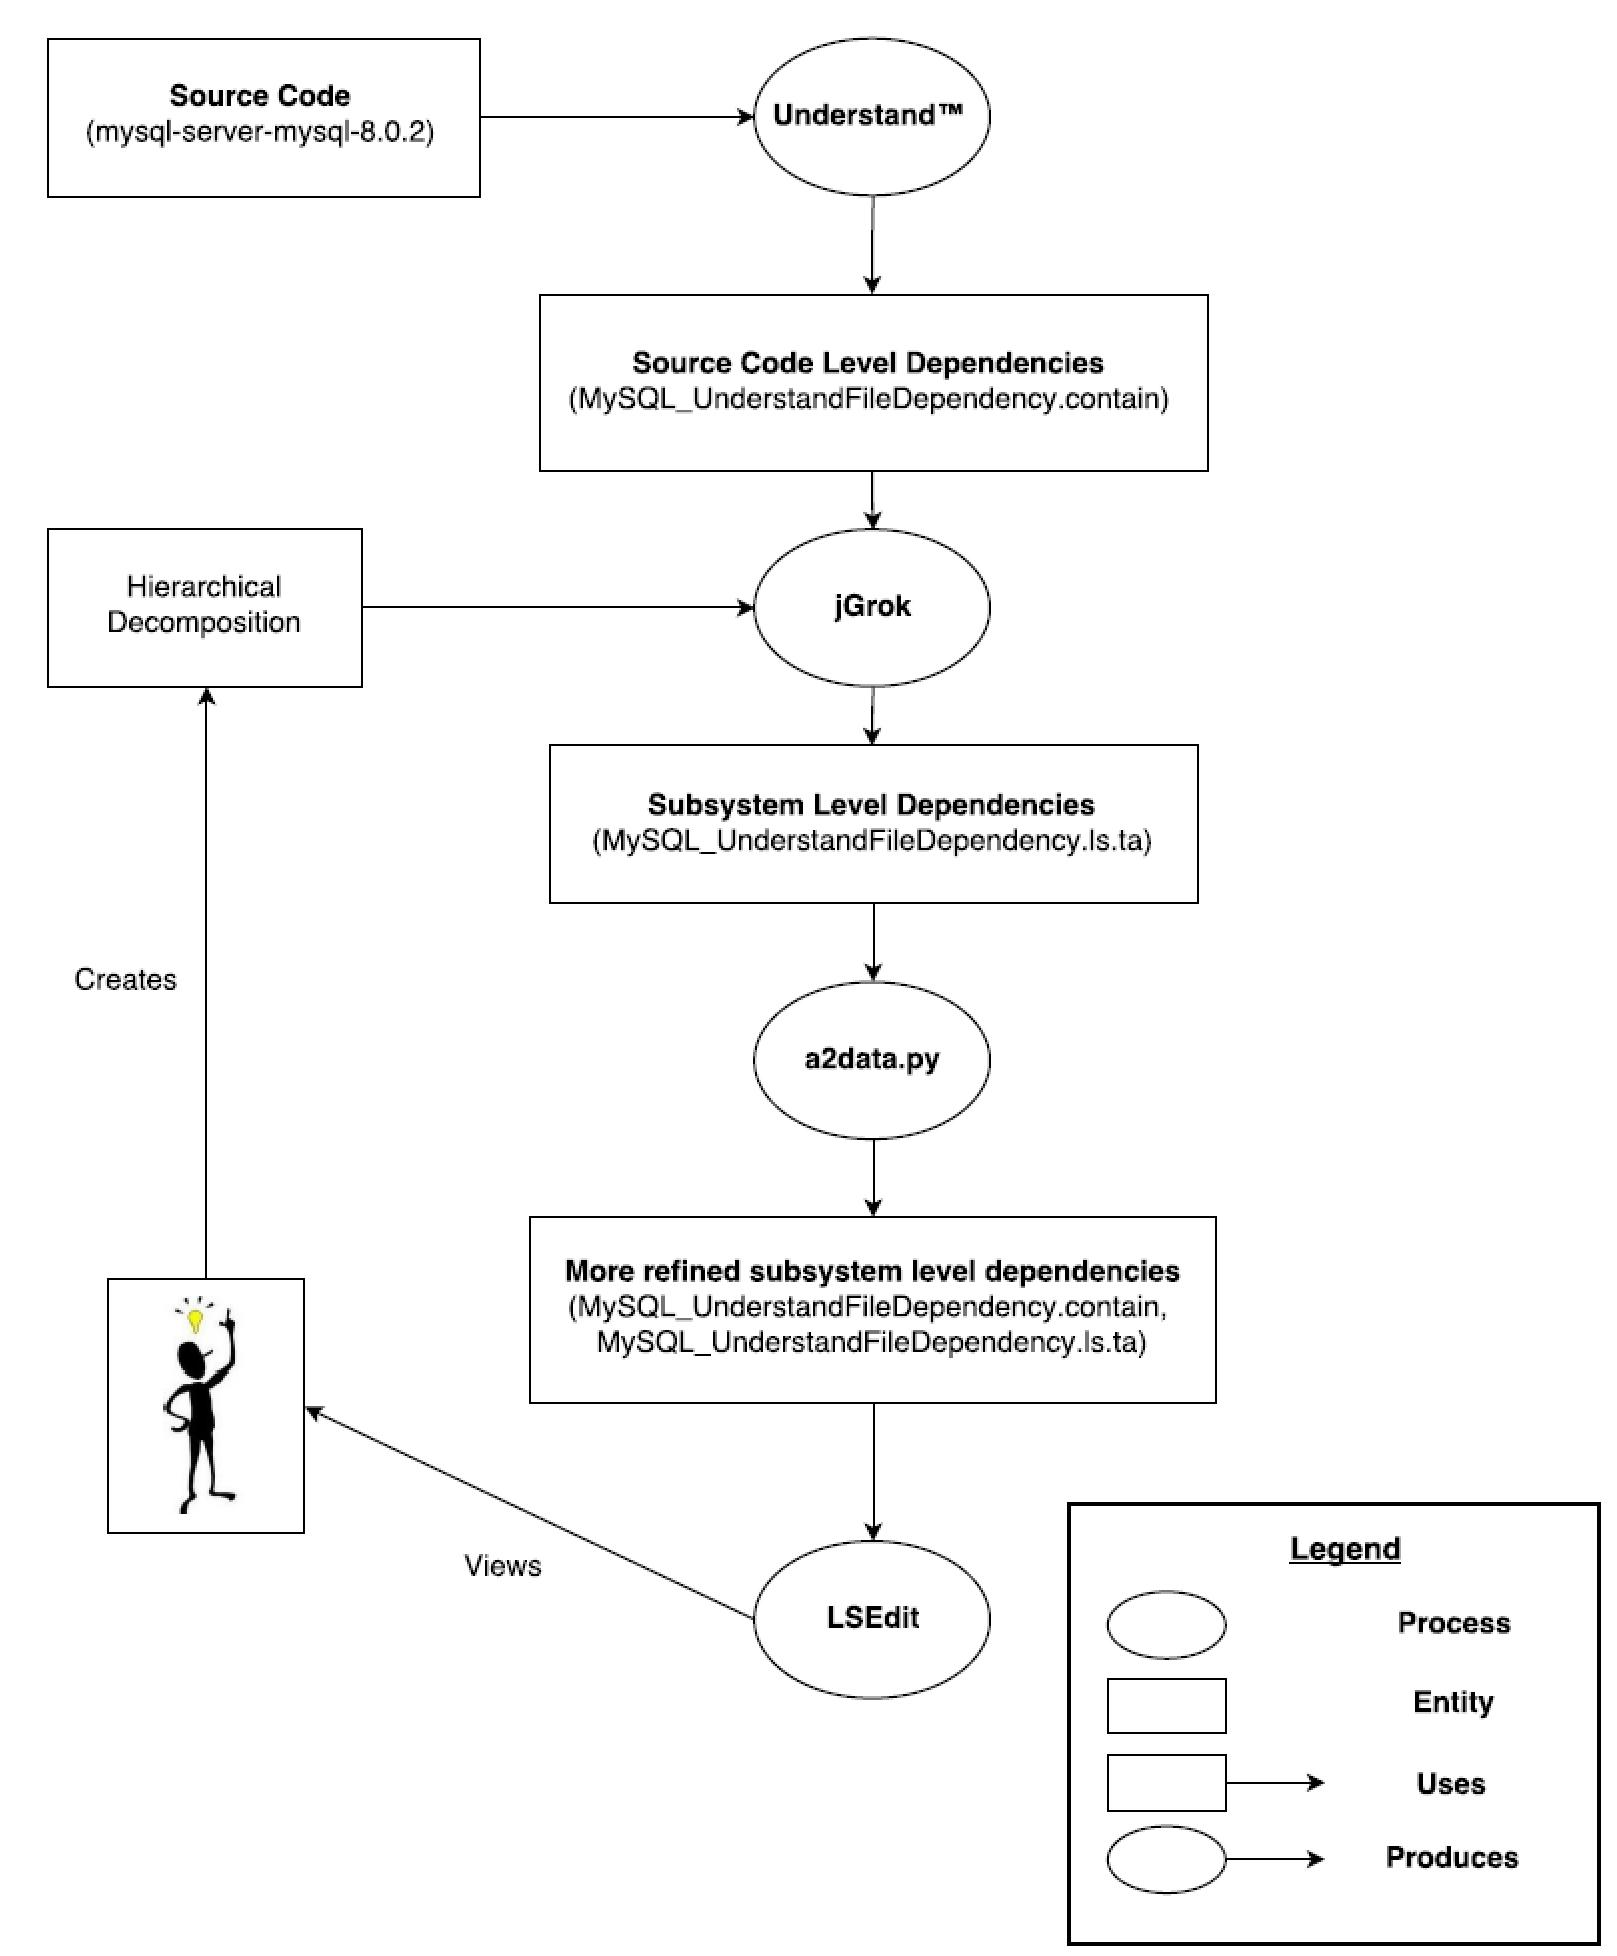 Source Code
(mysql-server-mysql-8.0.2)
Understand™
Source Code Level Dependencies
(MySQL_UnderstandFileDependency.contain)
Hierarchical
Decomposition
jGrok
Subsystem Level Dependencies
(MySQL_UnderstandFileDependency.ls.ta)
Creates
a2data.py
More refined subsystem level dependencies
(MySQL_UnderstandFileDependency.contain,
MySQL_UnderstandFileDependency.ls.ta)
Views
LSEdit
Legend
Process
Entity
Uses
Produces